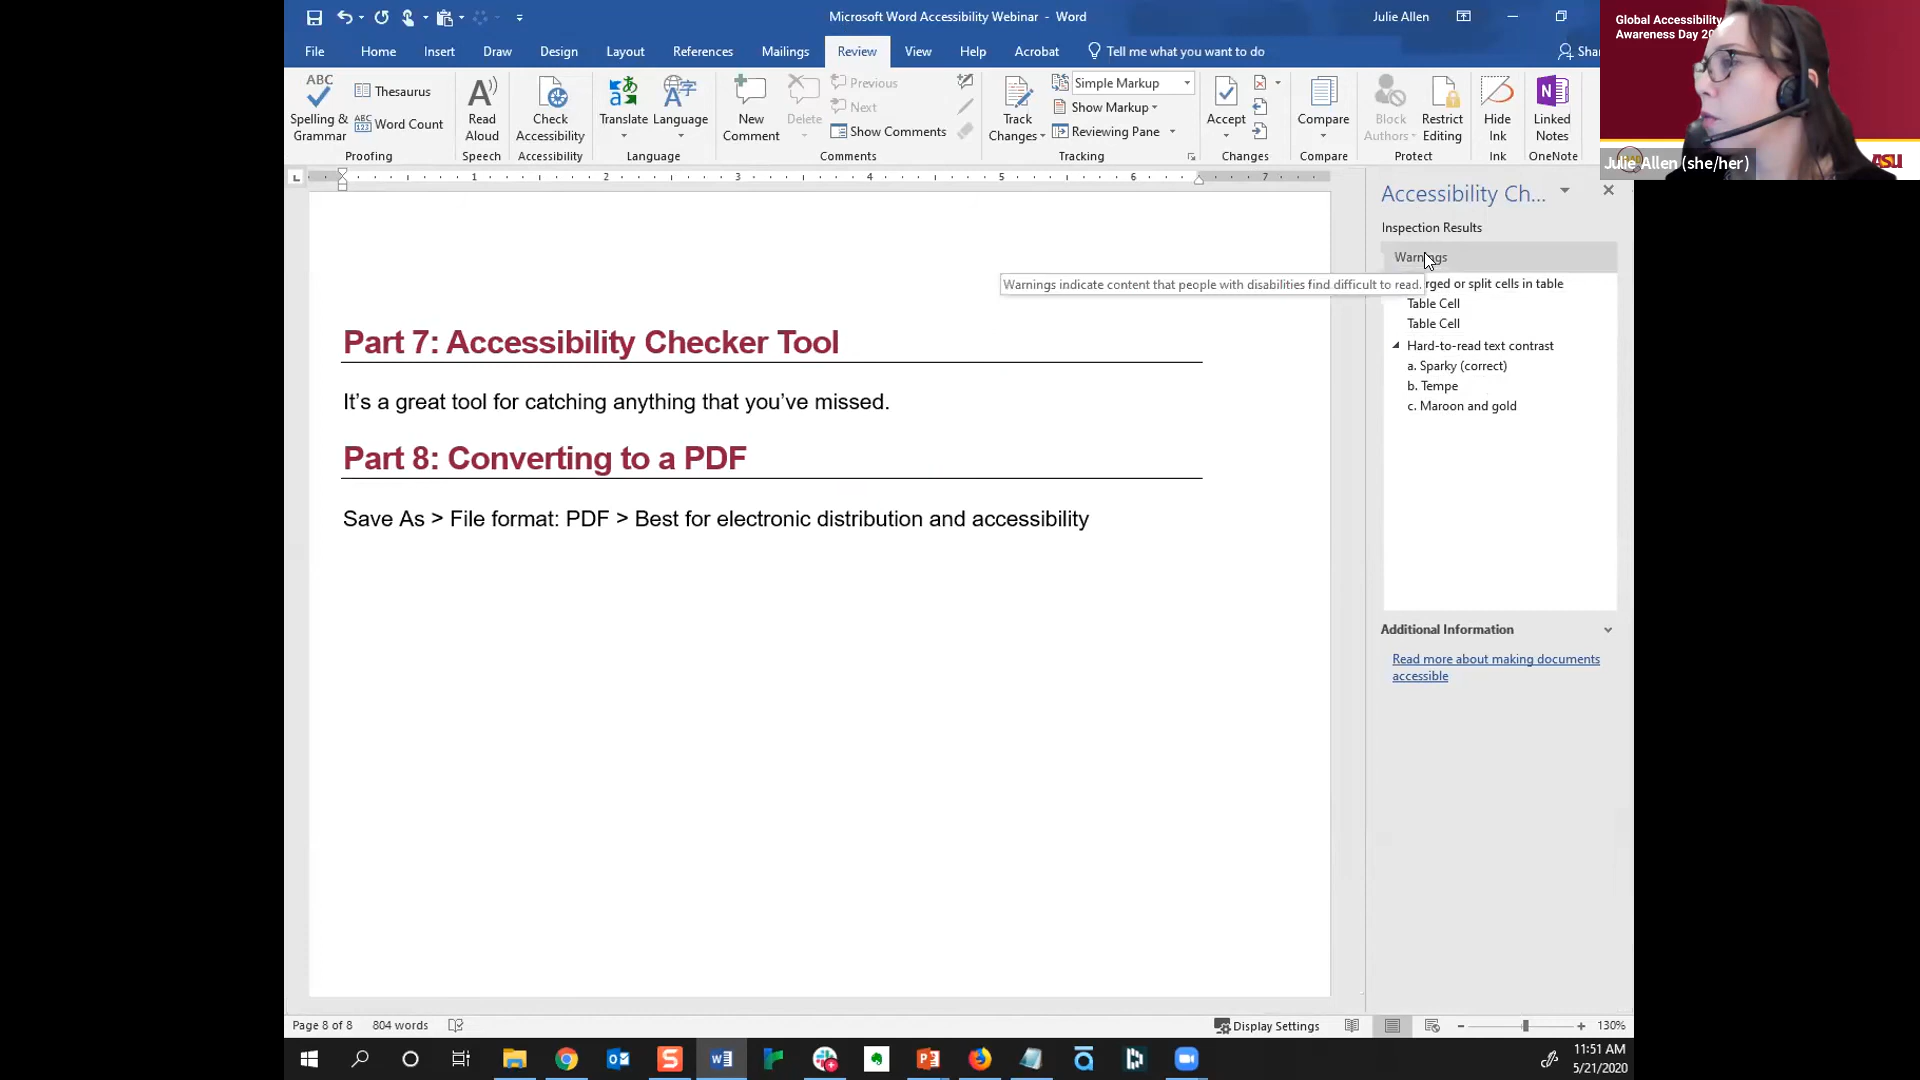 Microsoft Word Accessibility Webinar - Word
Julie Allen
File Home Insert Draw Design Layout References Mailings Review View Help Acrobat Tell me what you want to do
Spelling &
Grammar
ABC
Thesaurus
Word Count
Proofing
Read
Aloud
Speech
Check
Accessibility
Accessibility
Translate
Language
Language
New
Comment
Delete
Previous
Next
Show Comments
Comments
Track
Changes
Simple Markup
Show Markup
Reviewing Pane
Tracking
Accept
Changes
Compare
Compare
Block
Authors
Restrict
Editing
Protect
Hide
Ink
Ink
Linked
Notes
OneNote
Global Accessibility
Awareness Day
Julie Allen (she/her)
ASU
1 2 3 4 5 6 7
Part 7: Accessibility Checker Tool
It's a great tool for catching anything that you've missed.
Part 8: Converting to a PDF
Save As > File format: PDF > Best for electronic distribution and accessibility
Accessibility Ch...
Inspection Results
Warnings
Warnings indicate content that people with disabilities find difficult to read.
or split cells in table
Table Cell
Table Cell
Hard-to-read text contrast
a. Sparky (correct)
b. Tempe
c. Maroon and gold
Additional Information
Read more about making documents
accessible
Page 8 of 8 804 words
Display Settings
130%
11:51 AM
5/21/2020